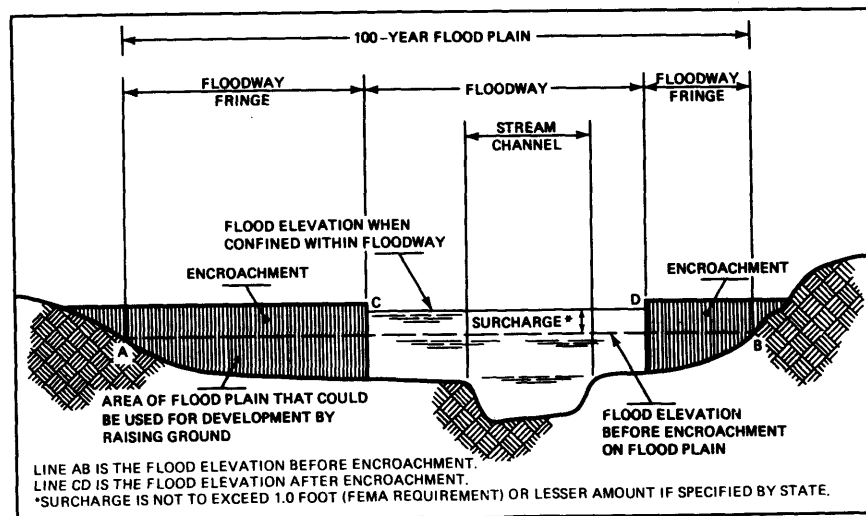 100-YEAR FLOOD PLAIN
FLOODWAY
FRINGE
FLOODWAY
FLOODWAY
FRINGE
STREAM
CHANNEL
FLOOD ELEVATION WHEN
CONFINED WITHIN FLOODWAY
ENCROACHMENT
ENCROACHMENT
C
D
SURCHARGE*
A
B
AREA OF FLOOD PLAIN THAT COULD
BE USED FOR DEVELOPMENT BY
RAISING GROUND
FLOOD ELEVATION
BEFORE ENCROACHMENT
ON FLOOD PLAIN
LINE AB IS THE FLOOD ELEVATION BEFORE ENCROACHMENT.
LINE CD IS THE FLOOD ELEVATION AFTER ENCROACHMENT.
*SURCHARGE IS NOT TO EXCEED 1.0 FOOT (FEMA REQUIREMENT) OR LESSER AMOUNT IF SPECIFIED BY STATE.